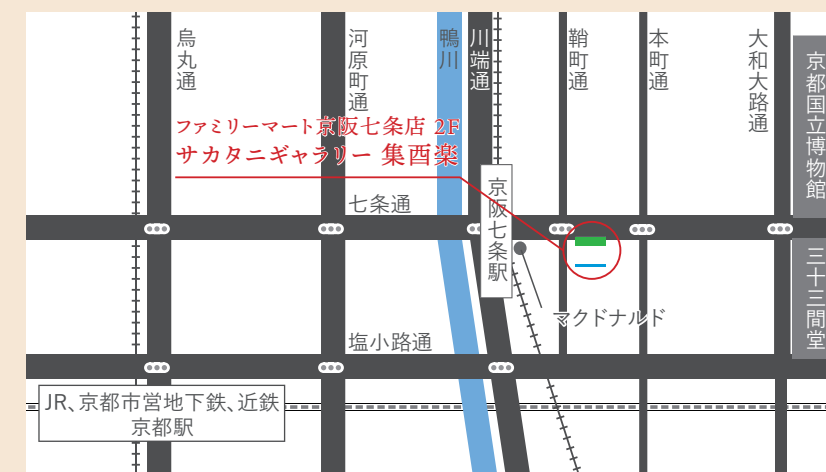 烏丸通
河原町通
鴨川
川端通
鞘町通
本町通
大和大路通
京都国立博物館
ファミリーマート京阪七条店 2F
サカタニギャラリー 集酉楽
七条通
京阪七条駅
三十三間堂
マクドナルド
塩小路通
JR、京都市営地下鉄、近鉄
京都駅